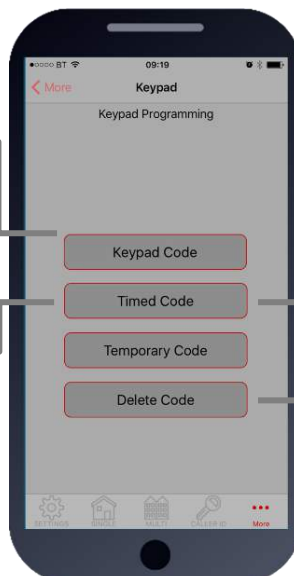 ●○○○○ BT 09:19
< More Keypad
Keypad Programming
Keypad Code
Timed Code
Temporary Code
Delete Code
SETTINGS SINGLE MULTI CALLER ID More